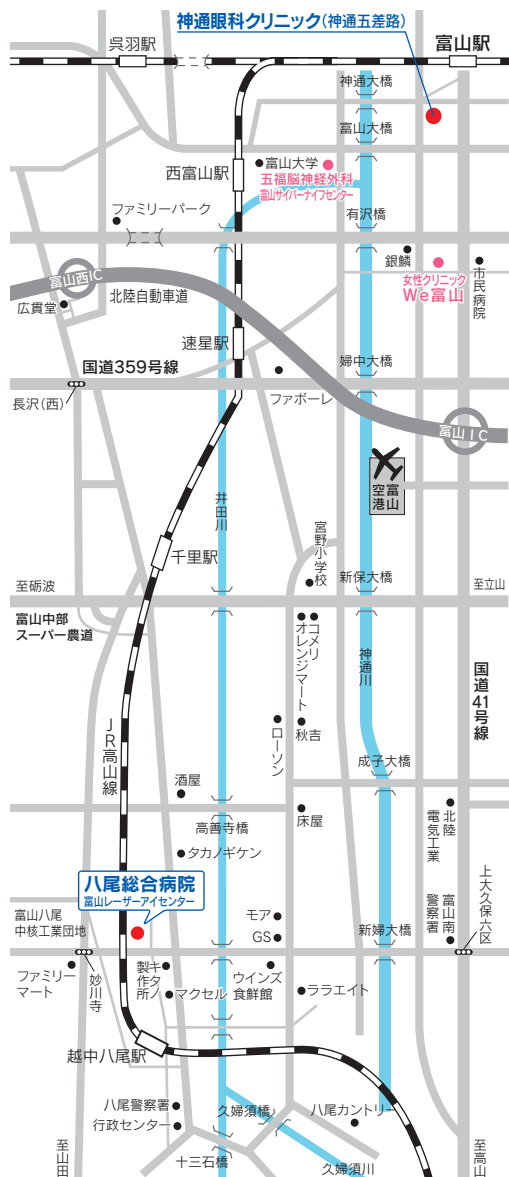 神通眼科クリニック(神通五差路)
呉羽駅
富山駅
神通大橋
富山大橋
西富山駅
富山大学
五福脳神経外科
富山サイバーナイフセンター
ファミリーパーク
有沢橋
銀鱗
女性クリニック
We富山
市民病院
富山西IC
北陸自動車道
広貫堂
速星駅
国道359号線
婦中大橋
長沢(西)
ファボーレ
富山IC
富山空港
井田川
宮野小学校
千里駅
新保大橋
至砺波
至立山
富山中部
スーパー農道
コメリ
オレンジマート
神通川
国道41号線
JR高山線
ローソン
秋吉
成子大橋
酒屋
床屋
北陸電気工業
高善寺橋
タカノギケン
八尾総合病院
富山レーザーアイセンター
上大久保六区
富山南警察署
富山八尾
中核工業団地
モア
GS
新婦大橋
ファミリー
マート
妙川寺
キタノ製作所
マクセル
ウインズ
食鮮館
ララエイト
越中八尾駅
八尾警察署
行政センター
久婦須橋
八尾カントリー
十三石橋
久婦須川
至山田
至高山